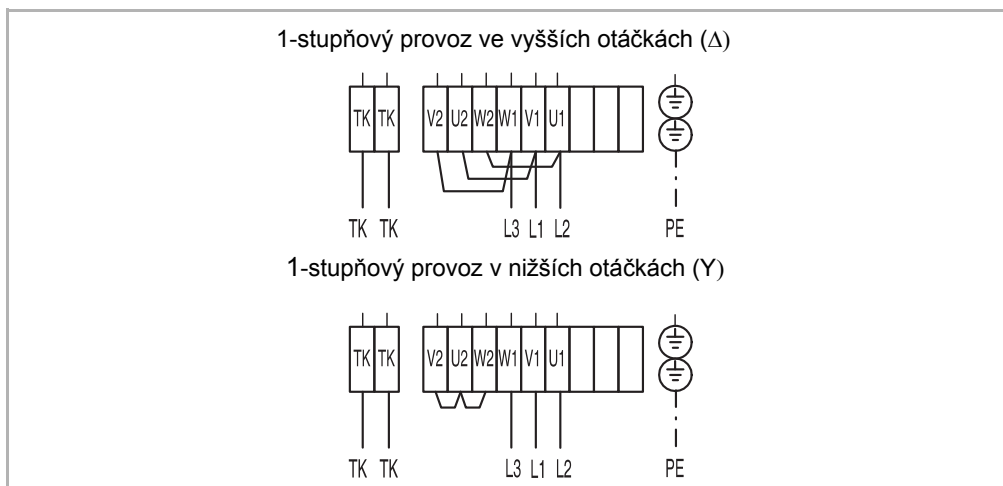 1-stupňový provoz ve vyšších otáčkách (Δ)
TK TK V2 U2 W2 W1 V1 U1
TK TK L3 L1 L2 PE
1-stupňový provoz v nižších otáčkách (Y)
TK TK V2 U2 W2 W1 V1 U1
TK TK L3 L1 L2 PE